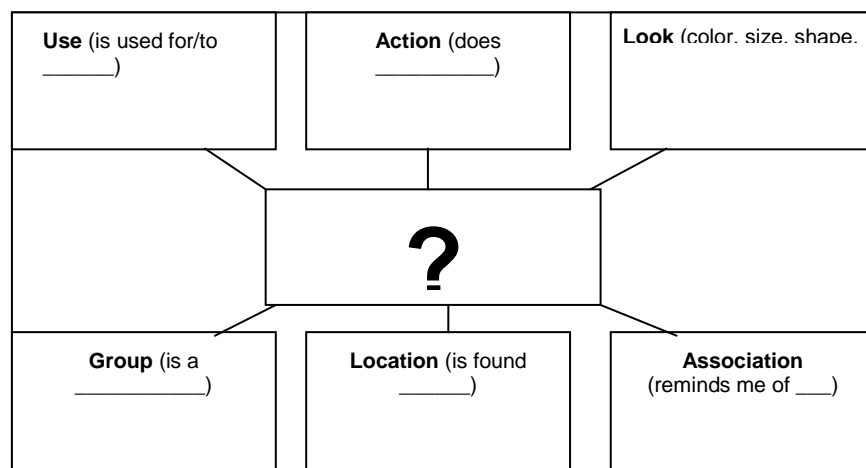 Use (is used for/to
______)
Action (does
__________)
Look (color, size, shape,
?
Group (is a
___________)
Location (is found
______)
Association
(reminds me of ___)